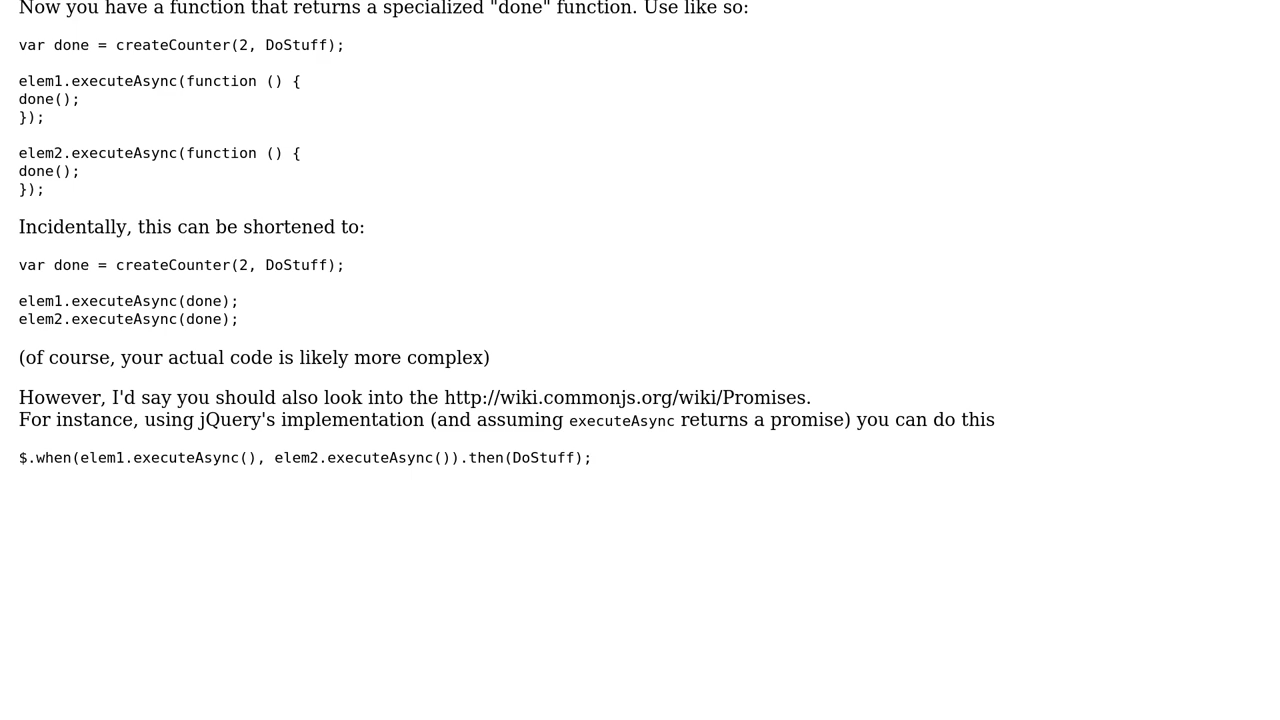 Now you have a function that returns a specialized "done" function. Use like so:
var done = createCounter(2, DoStuff);
elem1.executeAsync(function () {
done();
});
elem2.executeAsync(function () {
done();
});
Incidentally, this can be shortened to:
var done = createCounter(2, DoStuff);
elem1.executeAsync(done);
elem2.executeAsync(done);
(of course, your actual code is likely more complex)
However, I'd say you should also look into the http://wiki.commonjs.org/wiki/Promises.
For instance, using jQuery's implementation (and assuming executeAsync returns a promise) you can do this
$.when(elem1.executeAsync(), elem2.executeAsync()).then(DoStuff);